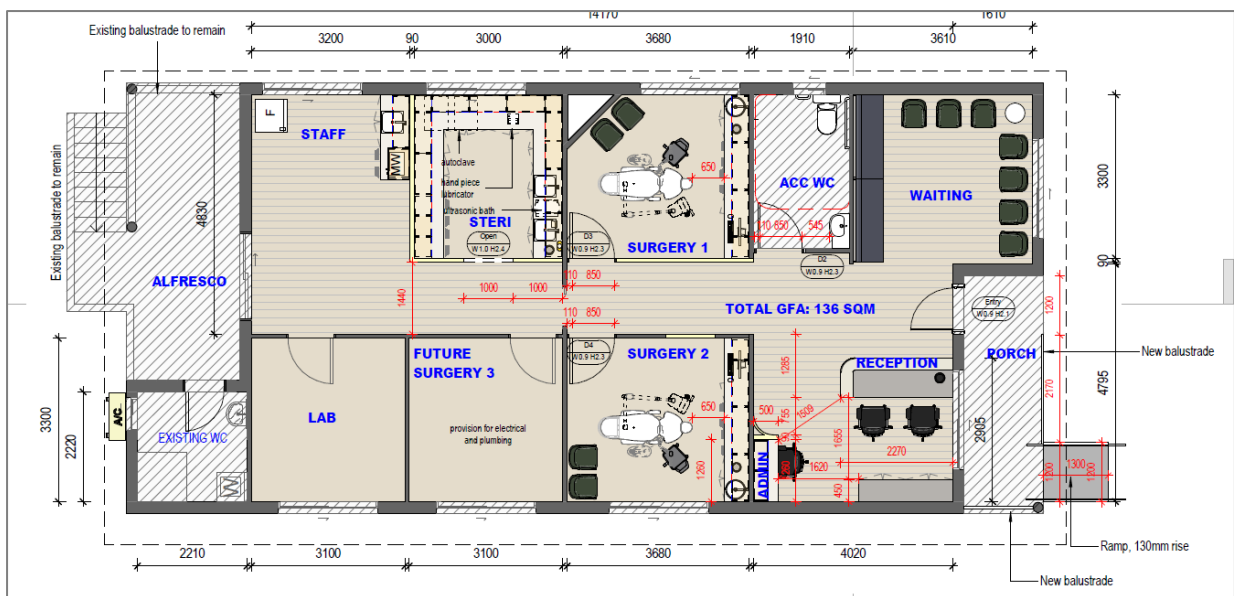 14170
1610
Existing balustrade to remain
3200
90
3000
3680
1910
3610
F
STAFF
MW
autoclave
hand piece
lubricator
ultrasonic bath
STERI
Open
W1.0 H2.4
650
D3
W0.9 H2.3
SURGERY 1
ACC WC
110 850
545
D2
W0.9 H2.3
WAITING
3300
90
Existing balustrade to remain
4830
ALFRESCO
1440
1000
1000
110
850
110
850
TOTAL GFA: 136 SQM
Entry
W0.9 H2.1
1200
PORCH
New balustrade
RECEPTION
FUTURE
SURGERY 3
D4
W0.9 H2.3
SURGERY 2
1285
2170
4795
3300
2220
A/C
EXISTING WC
W
LAB
provision for electrical
and plumbing
650
1260
500
755
1509
90
1655
2270
1260
1620
450
ADMIN
2905
1200
1300
1200
Ramp, 130mm rise
New balustrade
2210
3100
3100
3680
4020